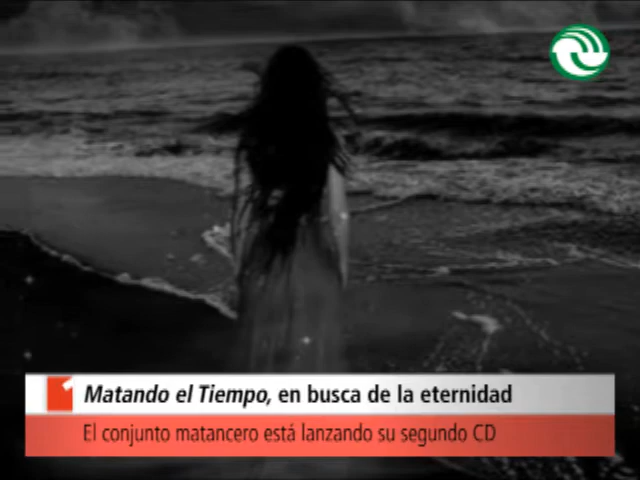 1
Matando el Tiempo, en busca de la eternidad
El conjunto matancero está lanzando su segundo CD